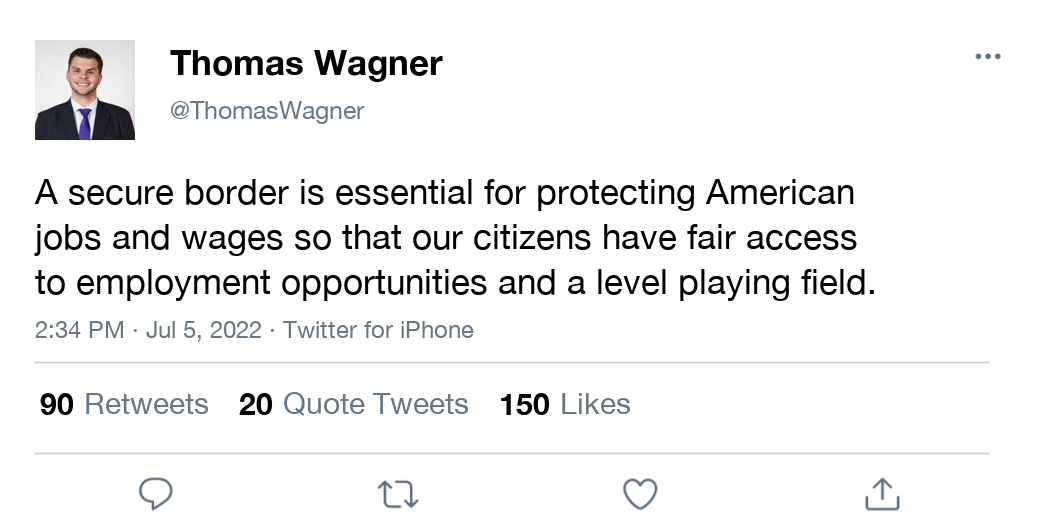 Thomas Wagner
@ThomasWagner
A secure border is essential for protecting American
jobs and wages so that our citizens have fair access
to employment opportunities and a level playing field.
2:34 PM · Jul 5, 2022 · Twitter for iPhone
90 Retweets 20 Quote Tweets 150 Likes